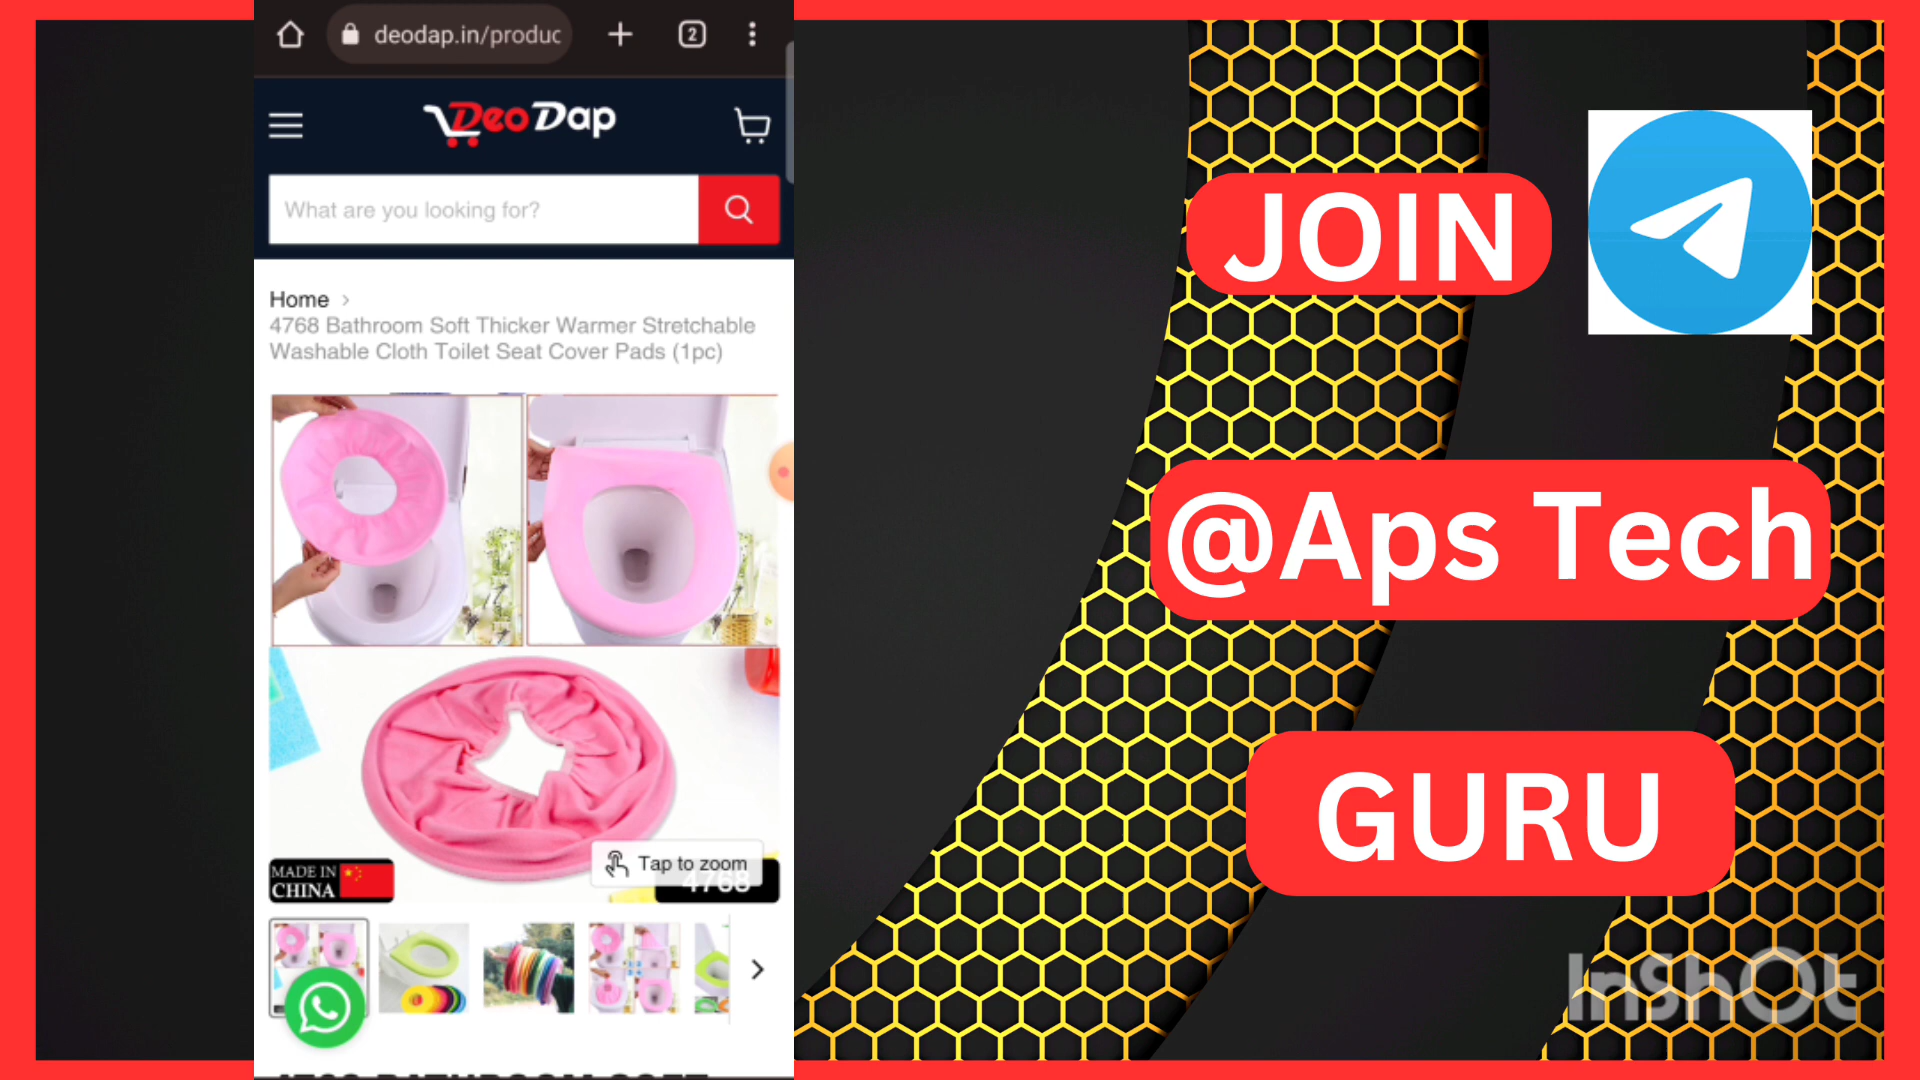 deodap.in/produc
2
DeoDap
What are you looking for?
Home
4768 Bathroom Soft Thicker Warmer Stretchable
Washable Cloth Toilet Seat Cover Pads (1pc)
MADE IN
CHINA
Tap to zoom
4768
JOIN
@Aps Tech
GURU
InShOt